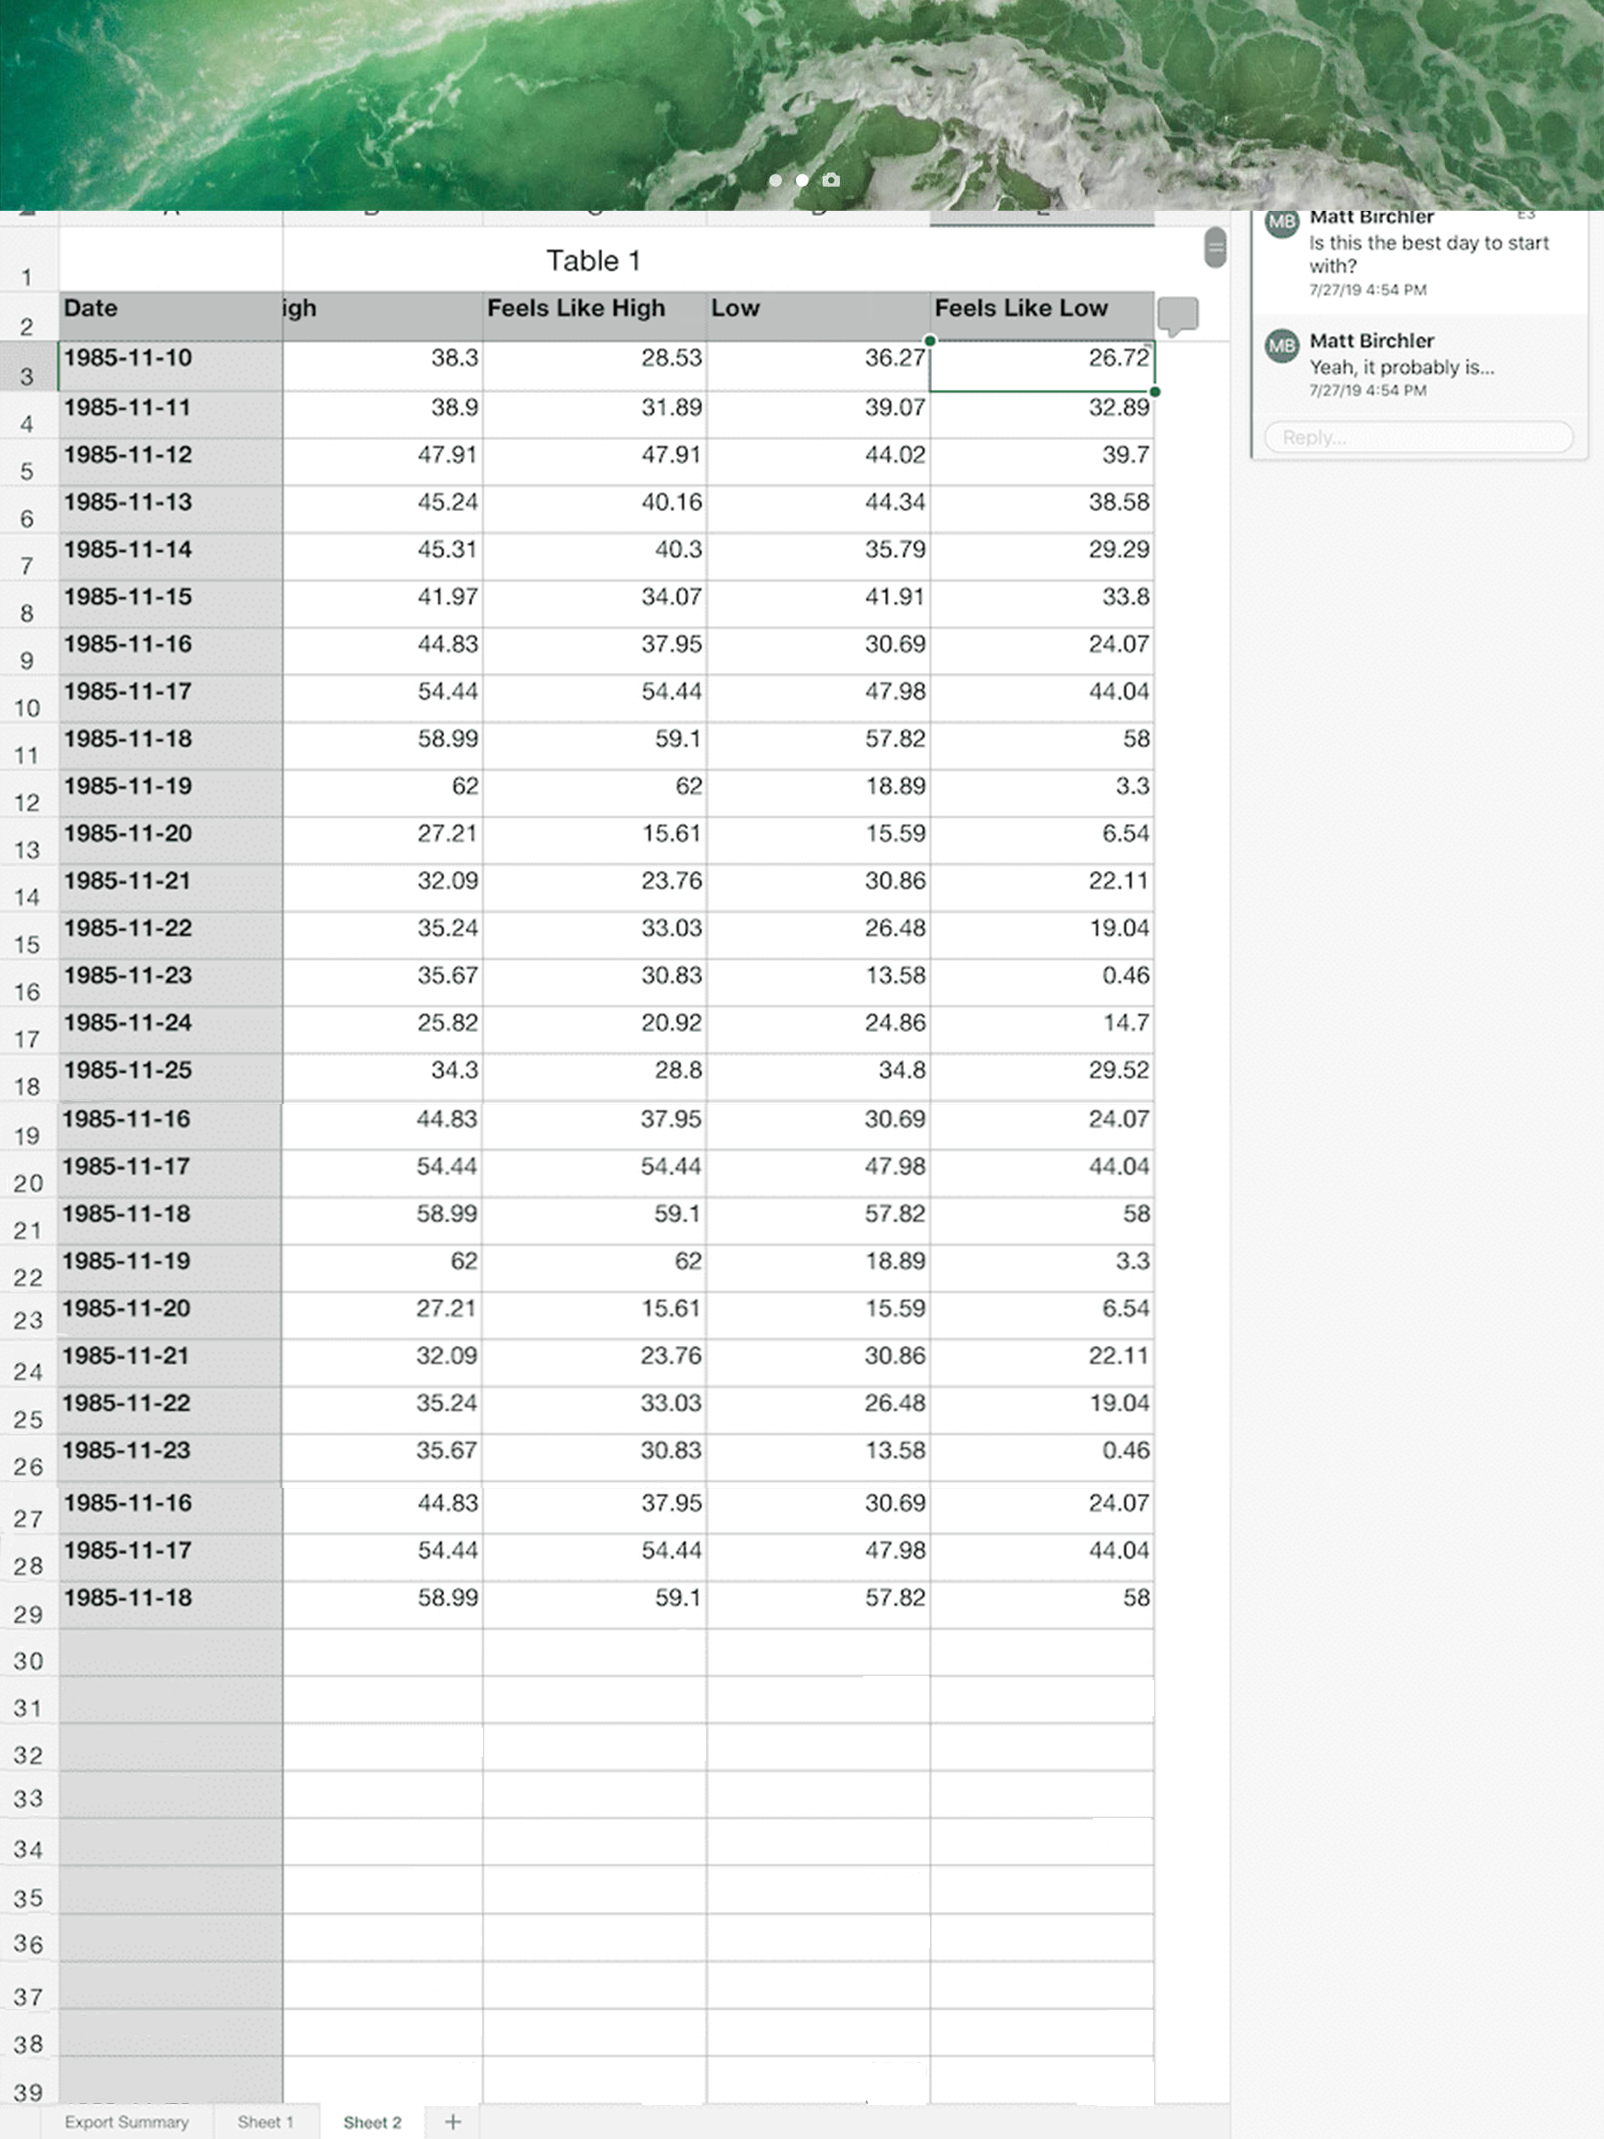 Table 1
1
Date igh Feels Like High Low Feels Like Low
2
1985-11-10 38.3 28.53 36.27 26.72
3
1985-11-11 38.9 31.89 39.07 32.89
4
1985-11-12 47.91 47.91 44.02 39.7
5
1985-11-13 45.24 40.16 44.34 38.58
6
1985-11-14 45.31 40.3 35.79 29.29
7
1985-11-15 41.97 34.07 41.91 33.8
8
1985-11-16 44.83 37.95 30.69 24.07
9
1985-11-17 54.44 54.44 47.98 44.04
10
1985-11-18 58.99 59.1 57.82 58
11
1985-11-19 62 62 18.89 3.3
12
1985-11-20 27.21 15.61 15.59 6.54
13
1985-11-21 32.09 23.76 30.86 22.11
14
1985-11-22 35.24 33.03 26.48 19.04
15
1985-11-23 35.67 30.83 13.58 0.46
16
1985-11-24 25.82 20.92 24.86 14.7
17
1985-11-25 34.3 28.8 34.8 29.52
18
1985-11-16 44.83 37.95 30.69 24.07
19
1985-11-17 54.44 54.44 47.98 44.04
20
1985-11-18 58.99 59.1 57.82 58
21
1985-11-19 62 62 18.89 3.3
22
1985-11-20 27.21 15.61 15.59 6.54
23
1985-11-21 32.09 23.76 30.86 22.11
24
1985-11-22 35.24 33.03 26.48 19.04
25
1985-11-23 35.67 30.83 13.58 0.46
26
1985-11-16 44.83 37.95 30.69 24.07
27
1985-11-17 54.44 54.44 47.98 44.04
28
1985-11-18 58.99 59.1 57.82 58
29
30
31
32
33
34
35
36
37
38
39
Export Summary Sheet 1 Sheet 2 +
MB Matt Birchler E3
Is this the best day to start
with?
7/27/19 4:54 PM
MB Matt Birchler
Yeah, it probably is...
7/27/19 4:54 PM
Reply...